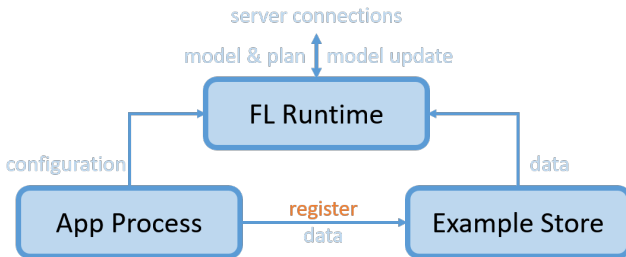 server connections
model & plan model update
FL Runtime
configuration data
register
App Process Example Store
data